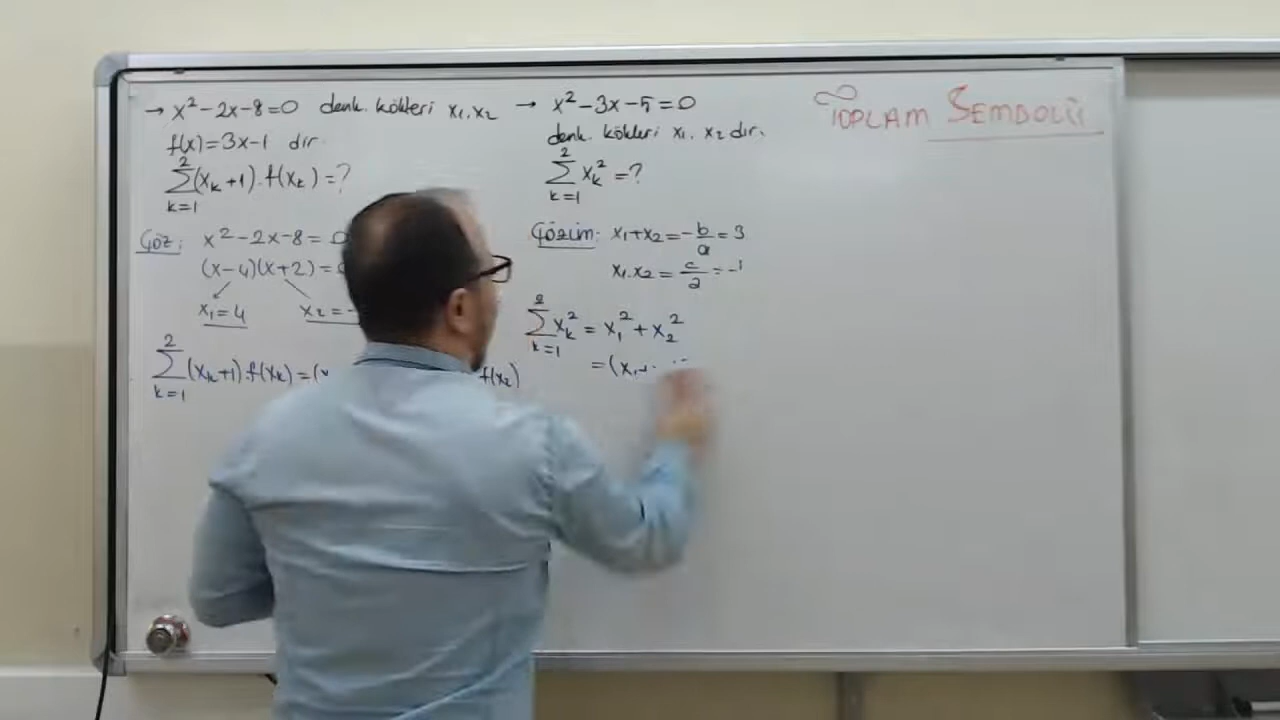 → x² - 2x - 8 = 0 denk. kökleri x₁, x₂
f(x) = 3x - 1 dir.
2
∑ (xₖ + 1) . f(xₖ) = ?
k=1
Çöz: x² - 2x - 8 = 0
(x - 4)(x + 2) =
x₁ = 4 x₂ = -
2
∑ (xₖ + 1) . f(xₖ) = (x f(x₂)
k=1
→ x² - 3x - 5 = 0
denk. kökleri x₁, x₂ dır.
2
∑ xₖ² = ?
k=1
Çözüm: x₁ + x₂ = - b/a = 3
x₁ . x₂ = c/a = -
2
∑ xₖ² = x₁² + x₂²
k=1
= (x₁ +
TOPLAM SEMBOLÜ